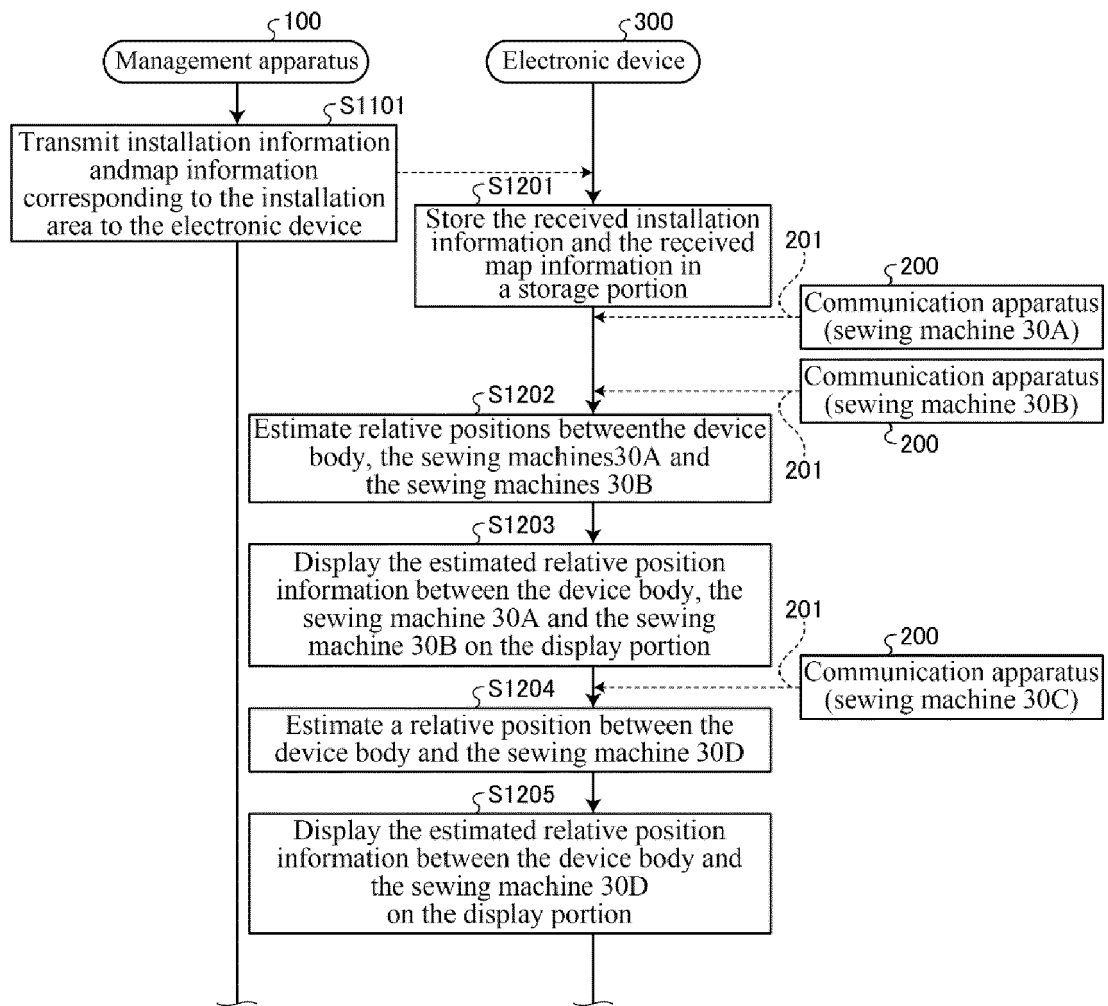 100
Management apparatus
300
Electronic device
S1101
Transmit installation information
andmap information
corresponding to the installation
area to the electronic device
S1201
Store the received installation
information and the received
map information in
a storage portion
201
200
Communication apparatus
(sewing machine 30A)
Communication apparatus
(sewing machine 30B)
200
201
S1202
Estimate relative positions betweenthe device
body, the sewing machines30A and
the sewing machines 30B
S1203
Display the estimated relative position
information between the device body, the
sewing machine 30A and the sewing
machine 30B on the display portion
201
200
Communication apparatus
(sewing machine 30C)
S1204
Estimate a relative position between the
device body and the sewing machine 30D
S1205
Display the estimated relative position
information between the device body and
the sewing machine 30D
on the display portion